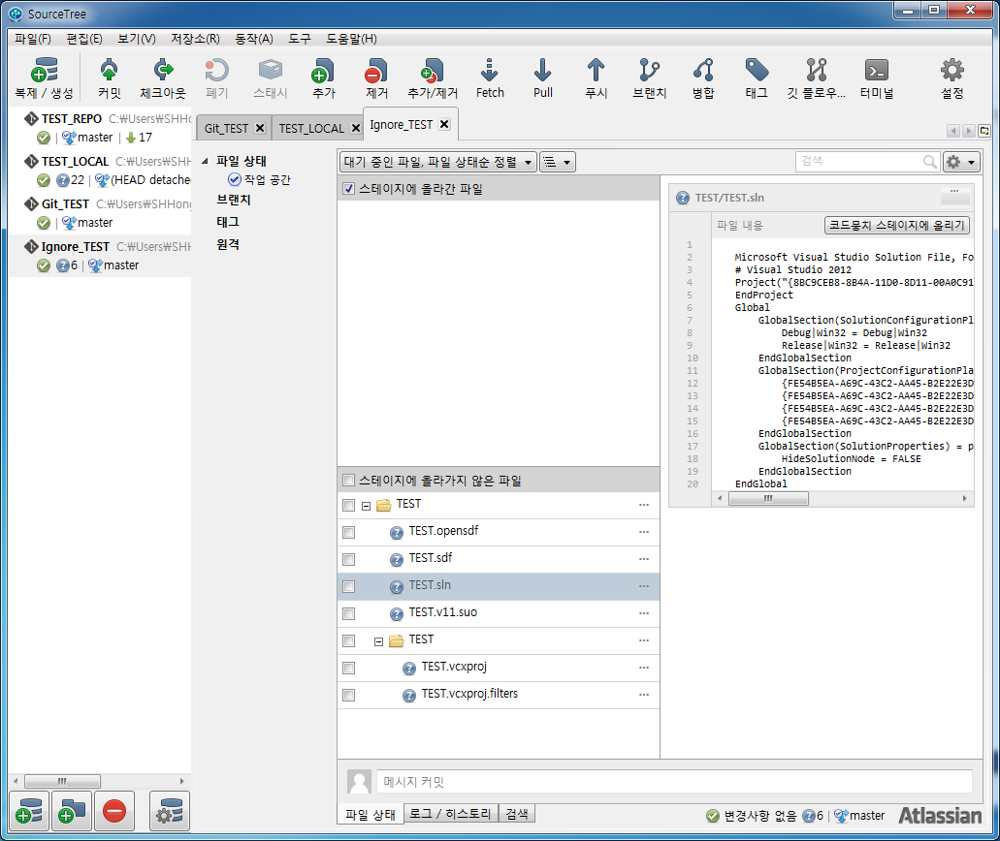 SourceTree
파일(F) 편집(E) 보기(V) 저장소(R) 동작(A) 도구 도움말(H)
복제 / 생성 커밋 체크아웃 폐기 스태시 추가 제거 추가/제거 Fetch Pull 푸시 브랜치 병합 태그 깃 플로우... 터미널 설정
TEST_REPO C:₩Users₩SHHo
master 17
TEST_LOCAL C:₩Users₩SHH
22 (HEAD detache
Git_TEST C:₩Users₩SHHong
master
Ignore_TEST C:₩Users₩SHH
6 master
Git_TEST TEST_LOCAL Ignore_TEST
파일 상태
작업 공간
브랜치
태그
원격
대기 중인 파일, 파일 상태순 정렬
검색
스테이지에 올라간 파일
스테이지에 올라가지 않은 파일
TEST
TEST.opensdf
TEST.sdf
TEST.sln
TEST.v11.suo
TEST
TEST.vcxproj
TEST.vcxproj.filters
TEST/TEST.sln
파일 내용 코드뭉치 스테이지에 올리기
1
2 Microsoft Visual Studio Solution File, Fo
3 # Visual Studio 2012
4 Project("{8BC9CEB8-8B4A-11D0-8D11-00A0C91
5 EndProject
6 Global
7 GlobalSection(SolutionConfigurationPl
8 Debug|Win32 = Debug|Win32
9 Release|Win32 = Release|Win32
10 EndGlobalSection
11 GlobalSection(ProjectConfigurationPla
12 {FE54B5EA-A69C-43C2-AA45-B2E22E3D
13 {FE54B5EA-A69C-43C2-AA45-B2E22E3D
14 {FE54B5EA-A69C-43C2-AA45-B2E22E3D
15 {FE54B5EA-A69C-43C2-AA45-B2E22E3D
16 EndGlobalSection
17 GlobalSection(SolutionProperties) = p
18 HideSolutionNode = FALSE
19 EndGlobalSection
20 EndGlobal
메시지 커밋
파일 상태 로그 / 히스토리 검색
변경사항 없음 6 master Atlassian